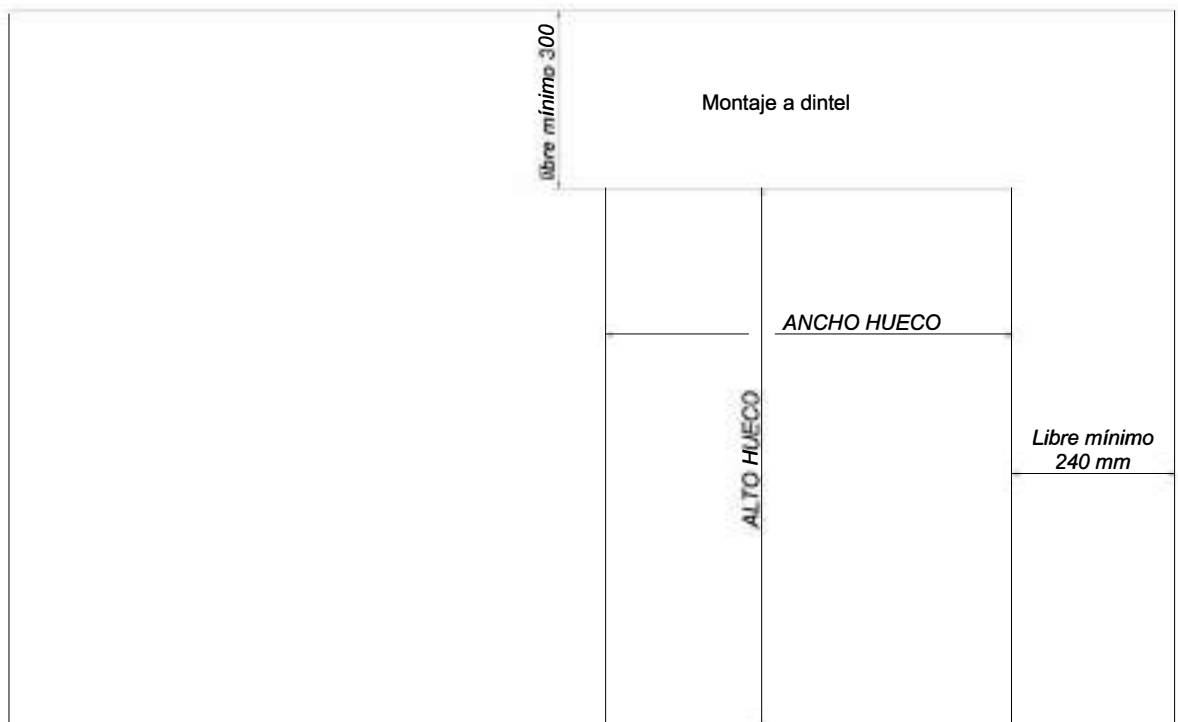 libre mínimo 300
Montaje a dintel
ANCHO HUECO
ALTO HUECO
Libre mínimo
240 mm